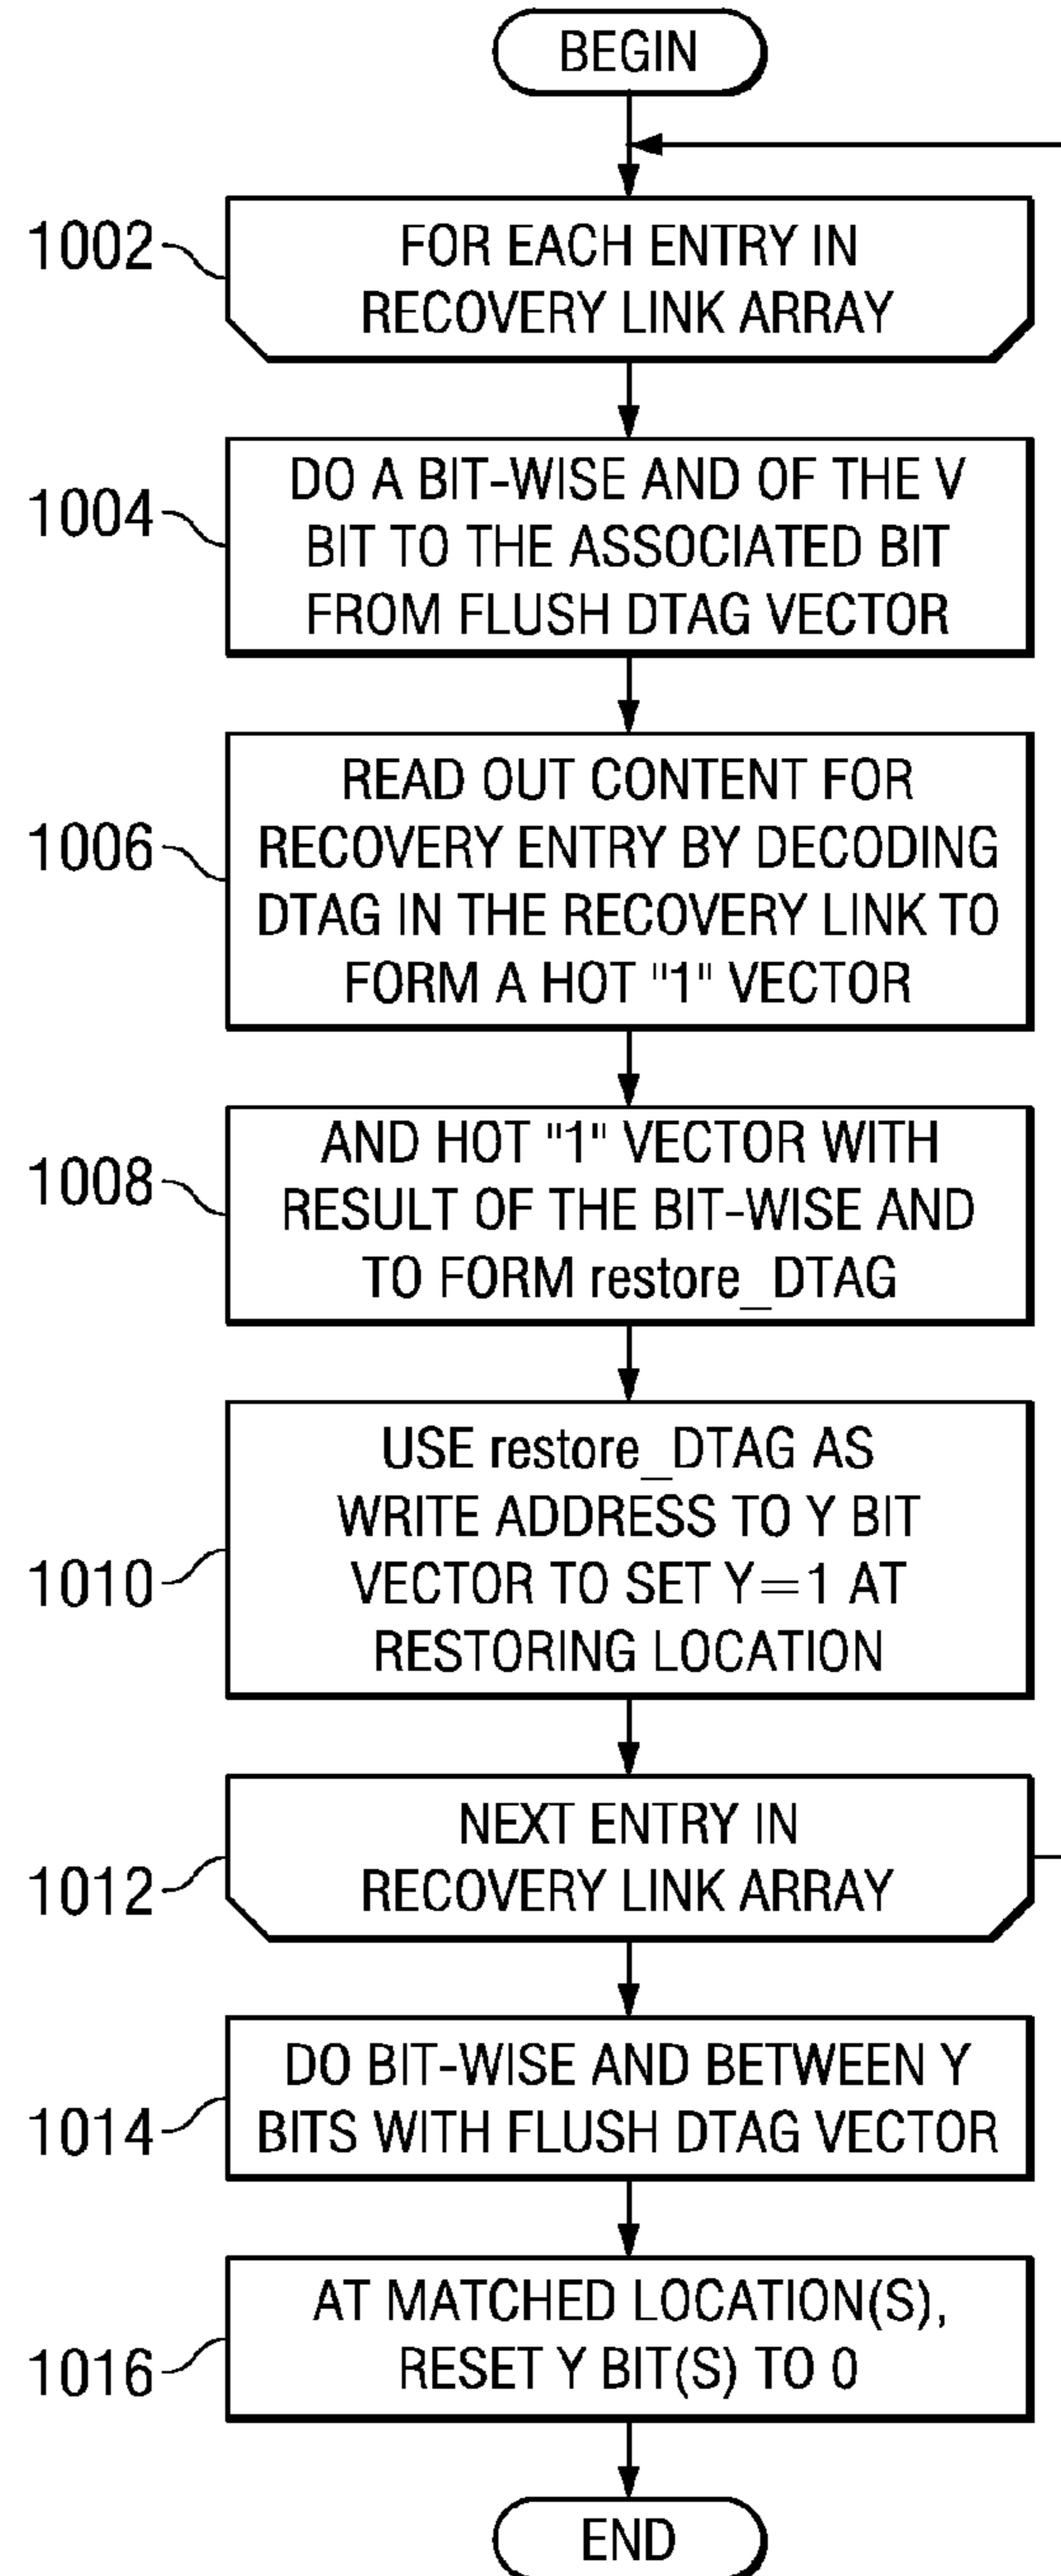 BEGIN
1002
FOR EACH ENTRY IN
RECOVERY LINK ARRAY
1004
DO A BIT-WISE AND OF THE V
BIT TO THE ASSOCIATED BIT
FROM FLUSH DTAG VECTOR
1006
READ OUT CONTENT FOR
RECOVERY ENTRY BY DECODING
DTAG IN THE RECOVERY LINK TO
FORM A HOT "1" VECTOR
1008
AND HOT "1" VECTOR WITH
RESULT OF THE BIT-WISE AND
TO FORM restore_DTAG
1010
USE restore_DTAG AS
WRITE ADDRESS TO Y BIT
VECTOR TO SET Y=1 AT
RESTORING LOCATION
1012
NEXT ENTRY IN
RECOVERY LINK ARRAY
1014
DO BIT-WISE AND BETWEEN Y
BITS WITH FLUSH DTAG VECTOR
1016
AT MATCHED LOCATION(S),
RESET Y BIT(S) TO 0
END